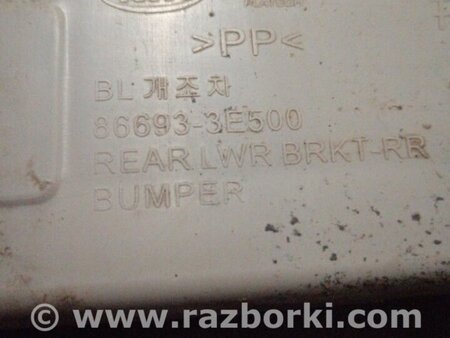 >PP<
BL 개조차
86693-3E500
REAR LWR BRKT-RR
BUMPER
© www.razborki.com